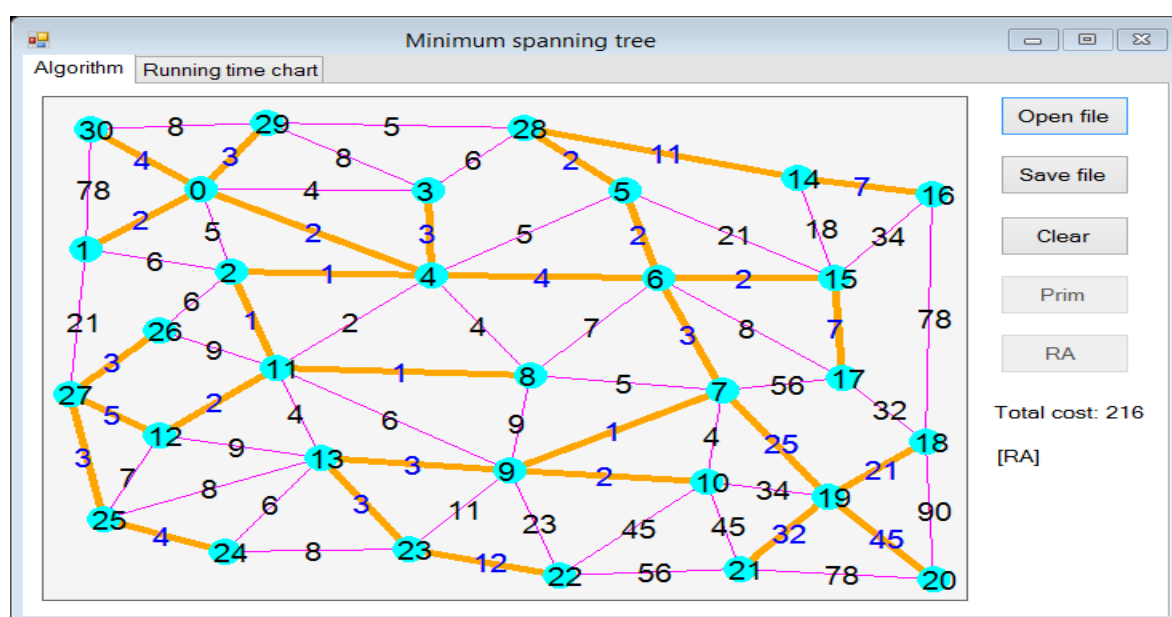 Minimum spanning tree
Algorithm Running time chart
30 8 29 5 28
4 3 8 6 2 11 14 7 16
78 0 4 3 5
2 5 2 3 5 2 21 18 34
1 6 2 1 4 4 6 2 15
21 6 26 9 1 2 4 7 3 8 7 78
3 11 1 8 5 7 56 17
27 5 2 4 6 9 1 4 25 32
3 12 9 13 3 9 2 10 34 21 18
7 8 6 3 11 23 45 45 19
25 4 24 8 23 12 22 56 21 32 78 45 90 20
Open file
Save file
Clear
Prim
RA
Total cost: 216
[RA]